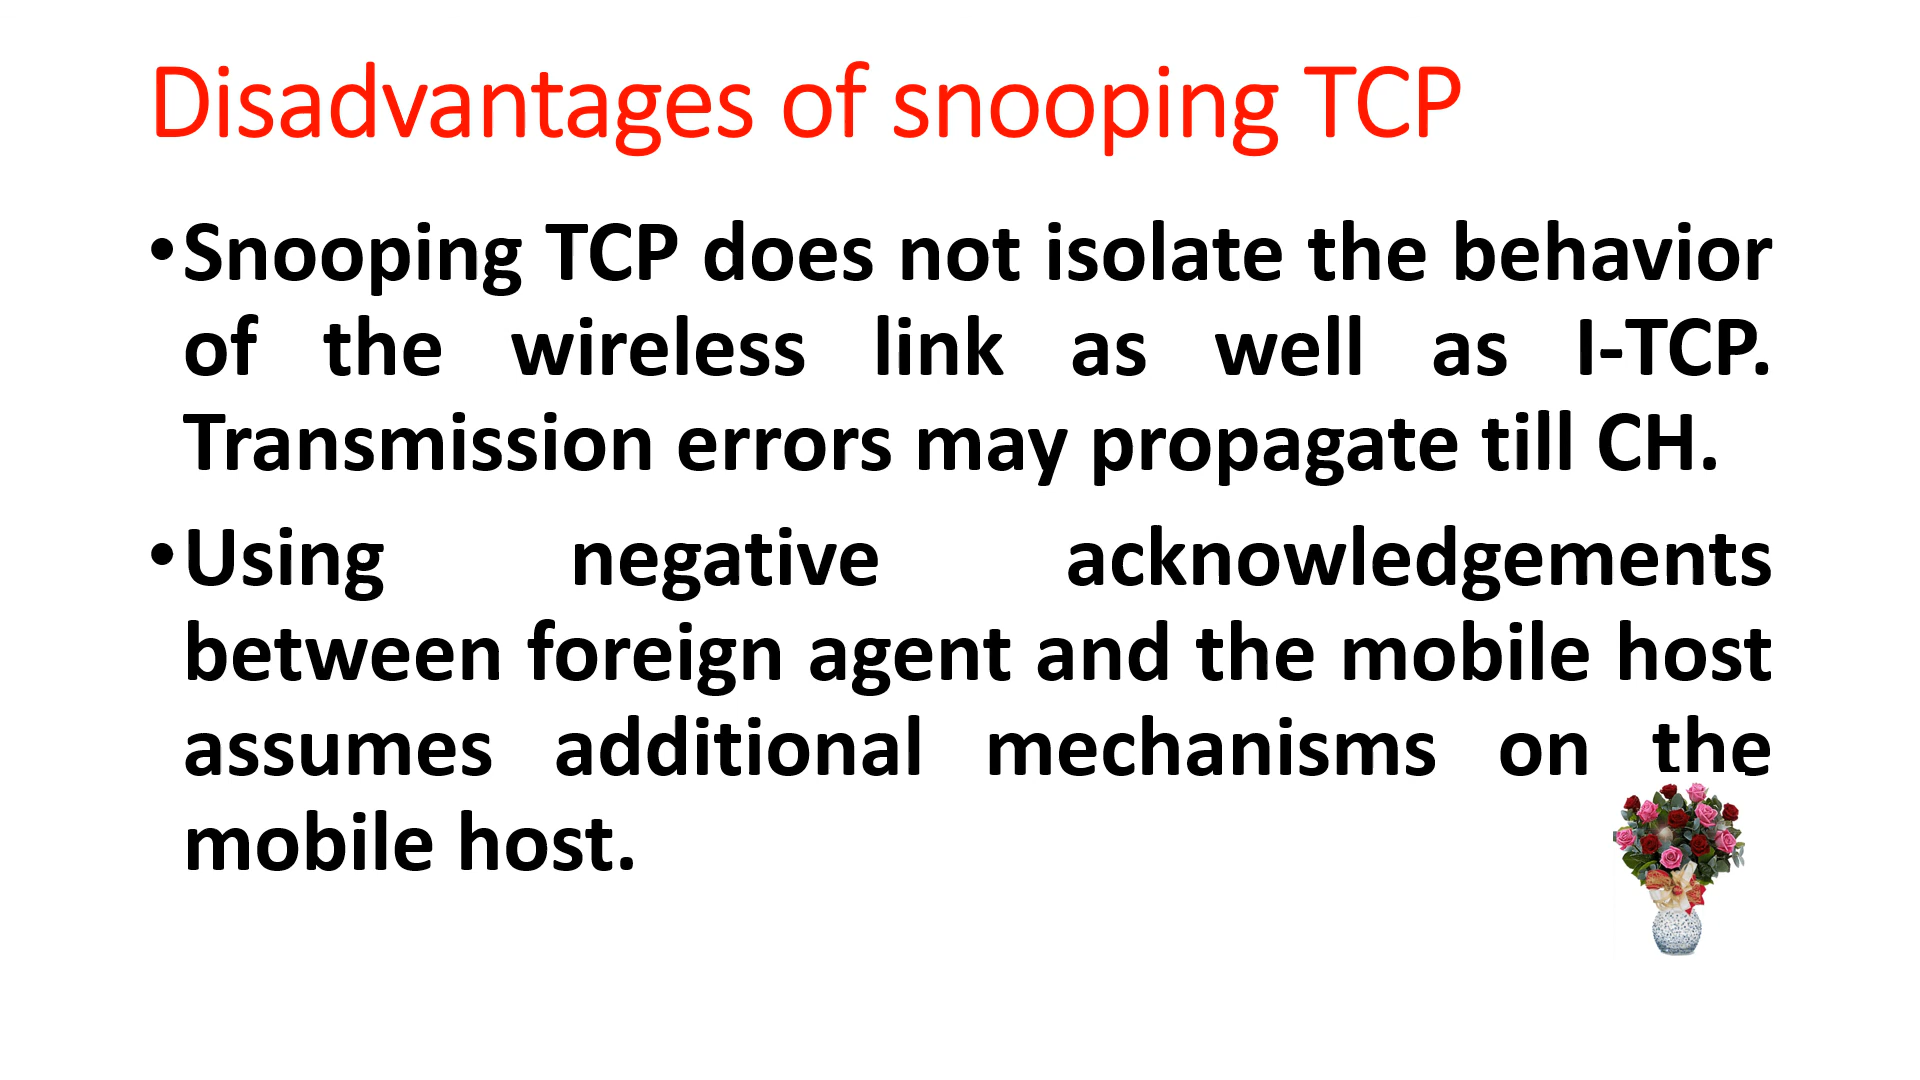 Disadvantages of snooping TCP
•Snooping TCP does not isolate the behavior
of the wireless link as well as I-TCP.
Transmission errors may propagate till CH.
•Using negative acknowledgements
between foreign agent and the mobile host
assumes additional mechanisms on the
mobile host.